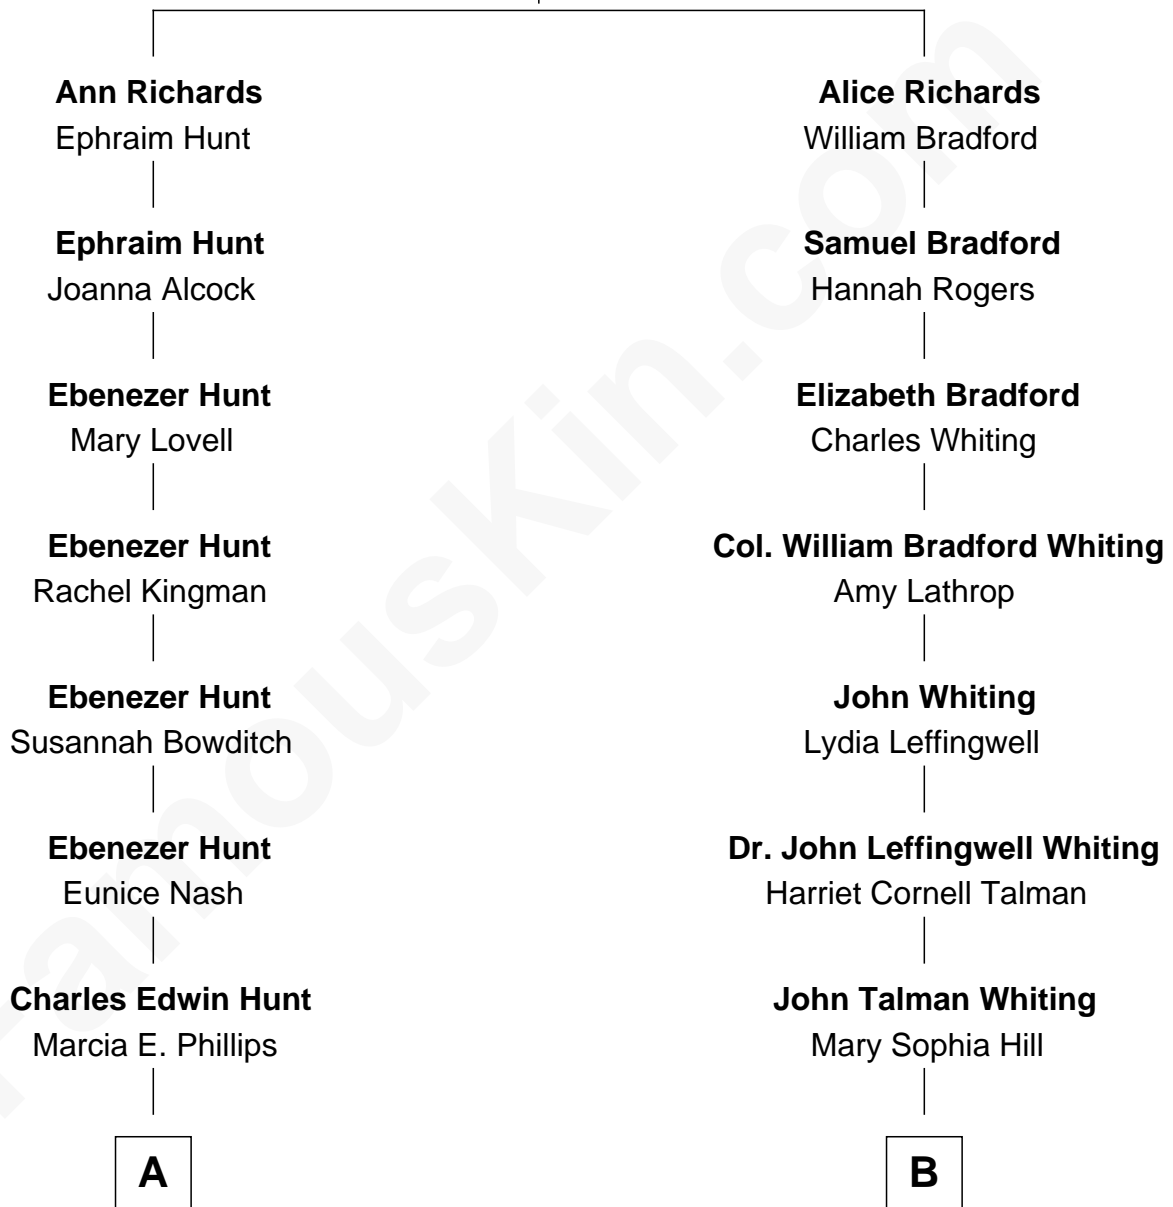 Ann Richards
Ephraim Hunt
Ephraim Hunt
Joanna Alcock
Ebenezer Hunt
Mary Lovell
Ebenezer Hunt
Rachel Kingman
Ebenezer Hunt
Susannah Bowditch
Ebenezer Hunt
Eunice Nash
Charles Edwin Hunt
Marcia E. Phillips
A
Alice Richards
William Bradford
Samuel Bradford
Hannah Rogers
Elizabeth Bradford
Charles Whiting
Col. William Bradford Whiting
Amy Lathrop
John Whiting
Lydia Leffingwell
Dr. John Leffingwell Whiting
Harriet Cornell Talman
John Talman Whiting
Mary Sophia Hill
B
FamousKin.com